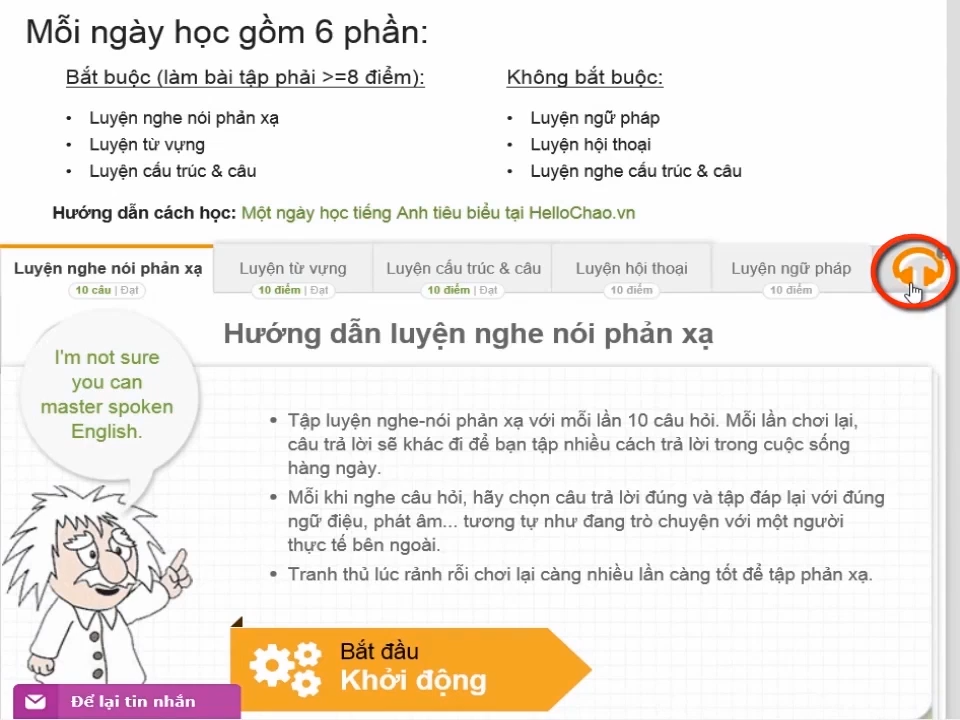 Mỗi ngày học gồm 6 phần:
Bắt buộc (làm bài tập phải >=8 điểm):
• Luyện nghe nói phản xạ
• Luyện từ vựng
• Luyện cấu trúc & câu
Không bắt buộc:
• Luyện ngữ pháp
• Luyện hội thoại
• Luyện nghe cấu trúc & câu
Hướng dẫn cách học: Một ngày học tiếng Anh tiêu biểu tại HelloChao.vn
Luyện nghe nói phản xạ
10 câu | Đạt
Luyện từ vựng
10 điểm | Đạt
Luyện cấu trúc & câu
10 điểm | Đạt
Luyện hội thoại
10 điểm
Luyện ngữ pháp
10 điểm
Hướng dẫn luyện nghe nói phản xạ
I'm not sure
you can
master spoken
English.
• Tập luyện nghe-nói phản xạ với mỗi lần 10 câu hỏi. Mỗi lần chơi lại,
câu trả lời sẽ khác đi để bạn tập nhiều cách trả lời trong cuộc sống
hàng ngày.
• Mỗi khi nghe câu hỏi, hãy chọn câu trả lời đúng và tập đáp lại với đúng
ngữ điệu, phát âm... tương tự như đang trò chuyện với một người
thực tế bên ngoài.
• Tranh thủ lúc rảnh rỗi chơi lại càng nhiều lần càng tốt để tập phản xạ.
Bắt đầu
Khởi động
Để lại tin nhắn